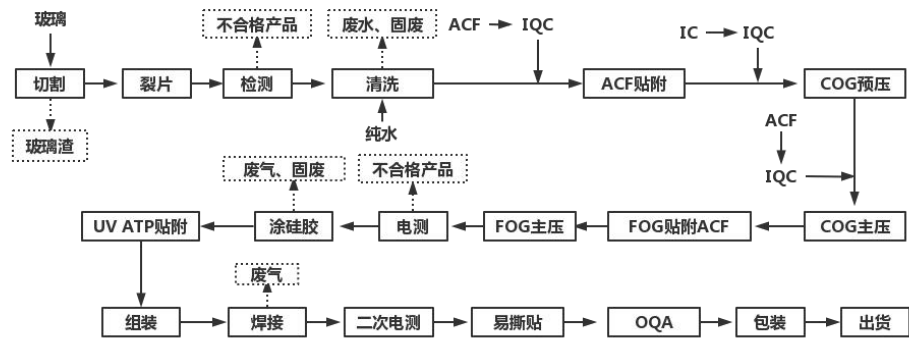 玻璃
不合格产品
废水、固废
ACF
IQC
IC
IQC
切割
裂片
检测
清洗
ACF贴附
COG预压
玻璃渣
纯水
ACF
IQC
废气、固废
不合格产品
UV ATP贴附
涂硅胶
电测
FOG主压
FOG贴附ACF
COG主压
废气
组装
焊接
二次电测
易撕贴
OQA
包装
出货